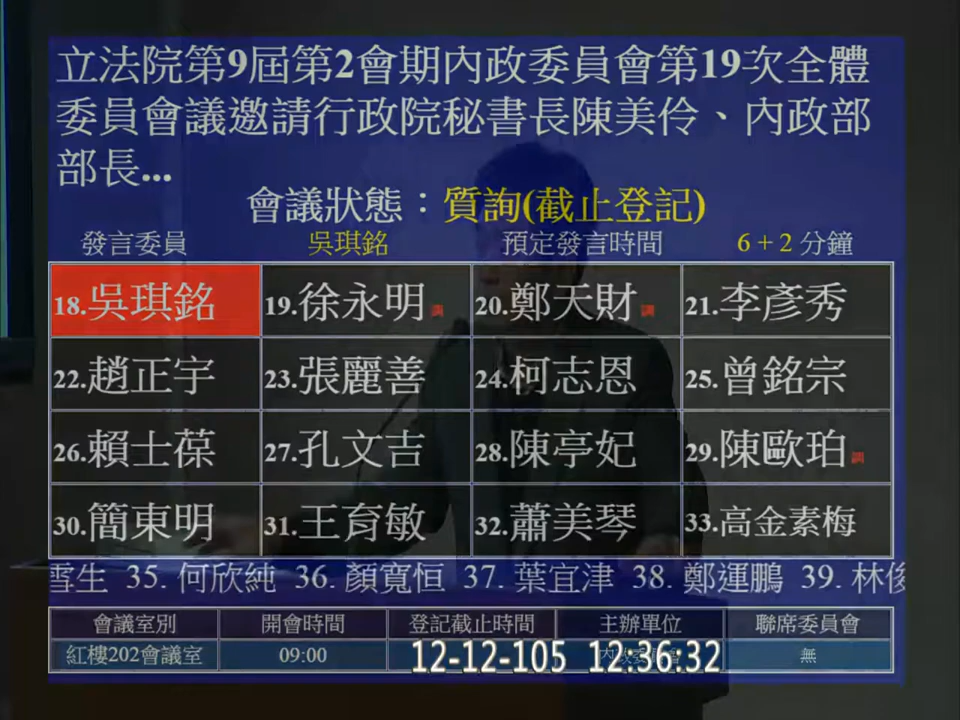 立法院第9屆第2會期內政委員會第19次全體
委員會議邀請行政院秘書長陳美伶、內政部
部長...
會議狀態：質詢(截止登記)
發言委員 吳琪銘 預定發言時間 6 + 2 分鐘
18.吳琪銘 19.徐永明 調 20.鄭天財 調 21.李彥秀
22.趙正宇 23.張麗善 24.柯志恩 25.曾銘宗
26.賴士葆 27.孔文吉 28.陳亭妃 29.陳歐珀 調
30.簡東明 31.王育敏 32.蕭美琴 33.高金素梅
雪生 35. 何欣純 36. 顏寬恒 37. 葉宜津 38. 鄭運鵬 39. 林俊
會議室別 開會時間 登記截止時間 主辦單位 聯席委員會
紅樓202會議室 09:00 無
12-12-105 12:36:32